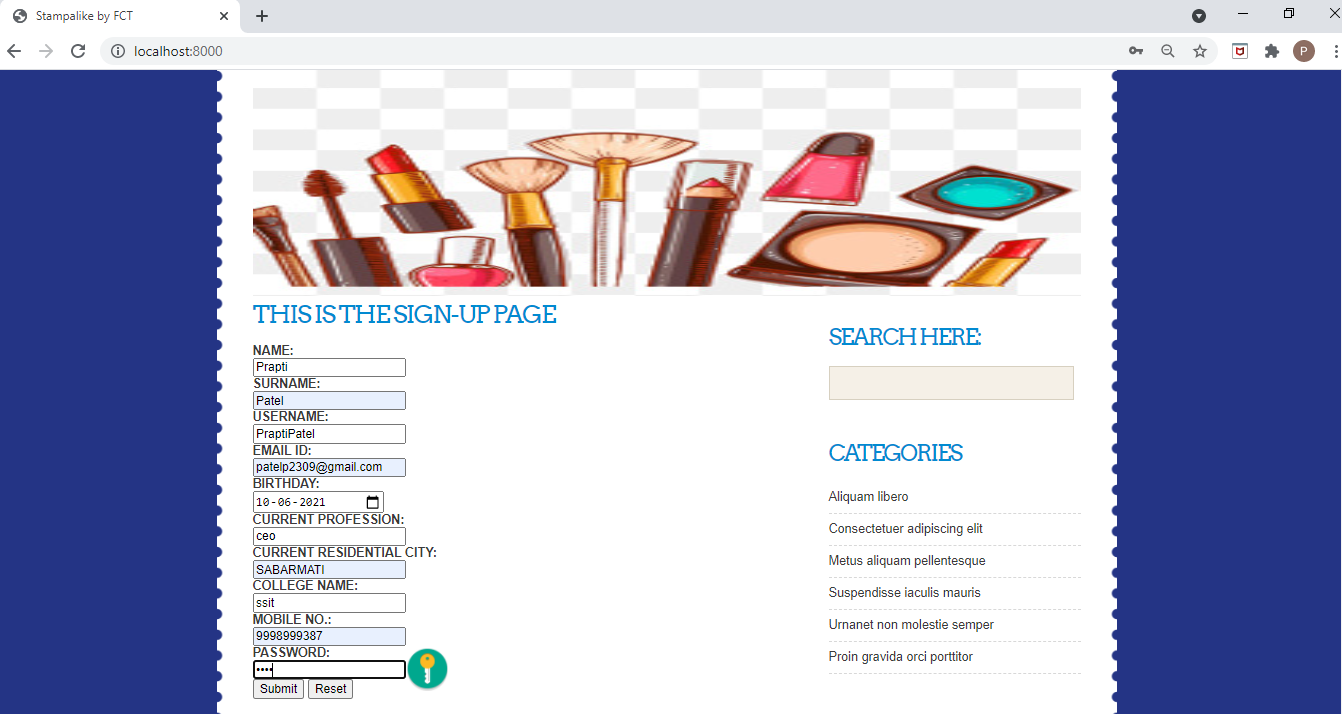 Stampalike by FCT
localhost:8000
P
THIS IS THE SIGN-UP PAGE
NAME:
Prapti
SURNAME:
Patel
USERNAME:
PraptiPatel
EMAIL ID:
patelp2309@gmail.com
BIRTHDAY:
10-06-2021
CURRENT PROFESSION:
ceo
CURRENT RESIDENTIAL CITY:
SABARMATI
COLLEGE NAME:
ssit
MOBILE NO.:
9998999387
PASSWORD:
••••
Submit Reset
SEARCH HERE:
CATEGORIES
Aliquam libero
Consectetuer adipiscing elit
Metus aliquam pellentesque
Suspendisse iaculis mauris
Urnanet non molestie semper
Proin gravida orci porttitor